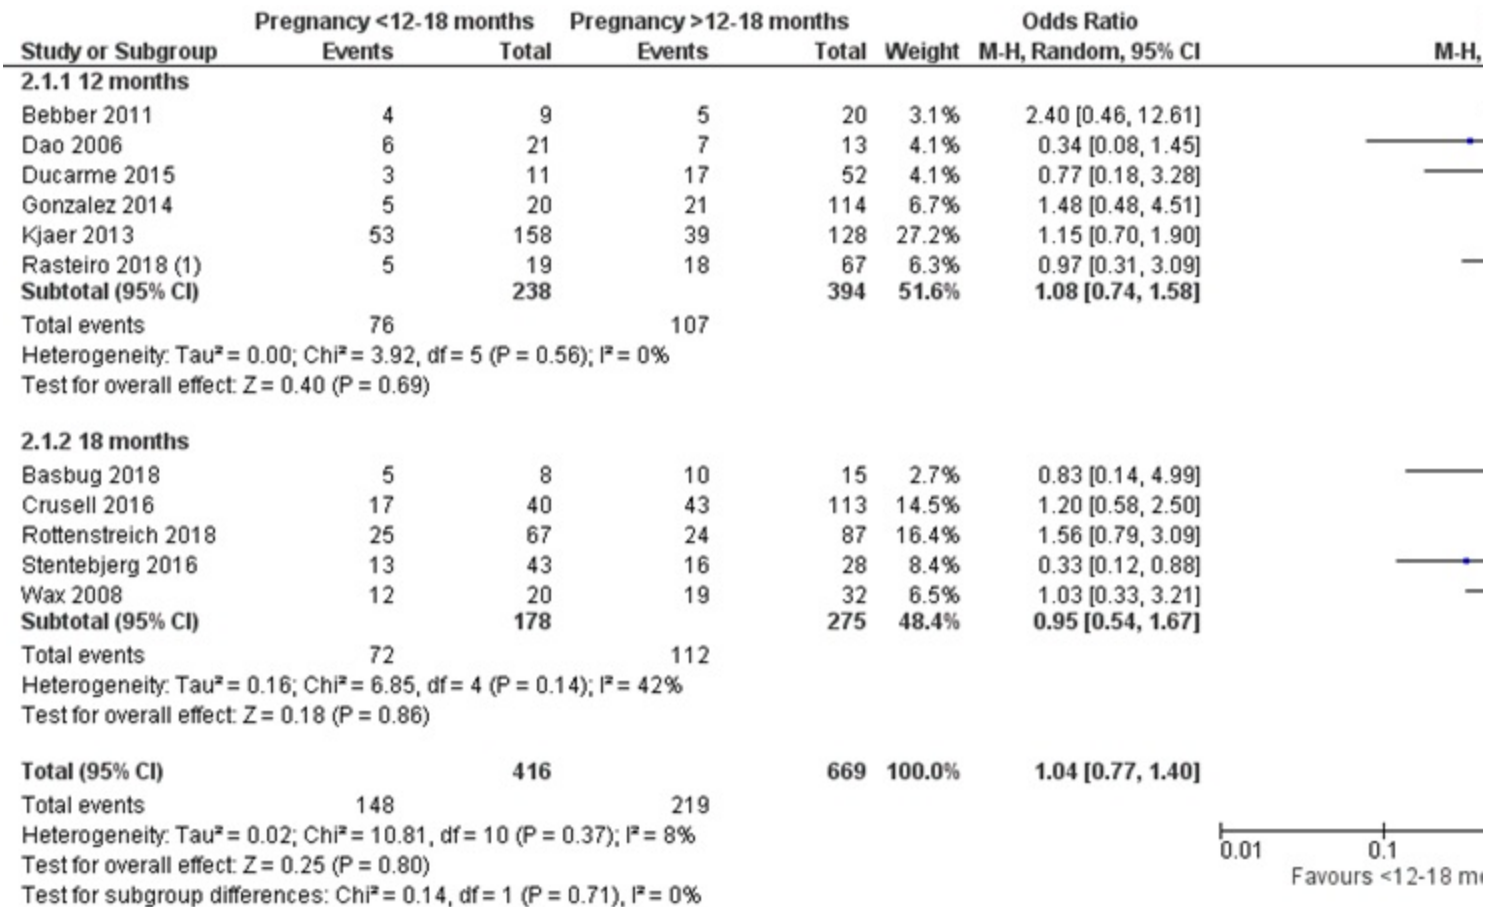 Pregnancy <12-18 months Pregnancy >12-18 months Odds Ratio
Study or Subgroup Events Total Events Total Weight M-H, Random, 95% CI M-H,
2.1.1 12 months
Bebber 2011 4 9 5 20 3.1% 2.40 [0.46, 12.61]
Dao 2006 6 21 7 13 4.1% 0.34 [0.08, 1.45]
Ducarme 2015 3 11 17 52 4.1% 0.77 [0.18, 3.28]
Gonzalez 2014 5 20 21 114 6.7% 1.48 [0.48, 4.51]
Kjaer 2013 53 158 39 128 27.2% 1.15 [0.70, 1.90]
Rasteiro 2018 (1) 5 19 18 67 6.3% 0.97 [0.31, 3.09]
Subtotal (95% CI) 238 394 51.6% 1.08 [0.74, 1.58]
Total events 76 107
Heterogeneity: Tau² = 0.00; Chi² = 3.92, df = 5 (P = 0.56); I² = 0%
Test for overall effect: Z = 0.40 (P = 0.69)
2.1.2 18 months
Basbug 2018 5 8 10 15 2.7% 0.83 [0.14, 4.99]
Crusell 2016 17 40 43 113 14.5% 1.20 [0.58, 2.50]
Rottenstreich 2018 25 67 24 87 16.4% 1.56 [0.79, 3.09]
Stentebjerg 2016 13 43 16 28 8.4% 0.33 [0.12, 0.88]
Wax 2008 12 20 19 32 6.5% 1.03 [0.33, 3.21]
Subtotal (95% CI) 178 275 48.4% 0.95 [0.54, 1.67]
Total events 72 112
Heterogeneity: Tau² = 0.16; Chi² = 6.85, df = 4 (P = 0.14); I² = 42%
Test for overall effect: Z = 0.18 (P = 0.86)
Total (95% CI) 416 669 100.0% 1.04 [0.77, 1.40]
Total events 148 219
Heterogeneity: Tau² = 0.02; Chi² = 10.81, df = 10 (P = 0.37); I² = 8%
Test for overall effect: Z = 0.25 (P = 0.80)
Test for subgroup differences: Chi² = 0.14, df = 1 (P = 0.71), I² = 0%
0.01 0.1
Favours <12-18 m